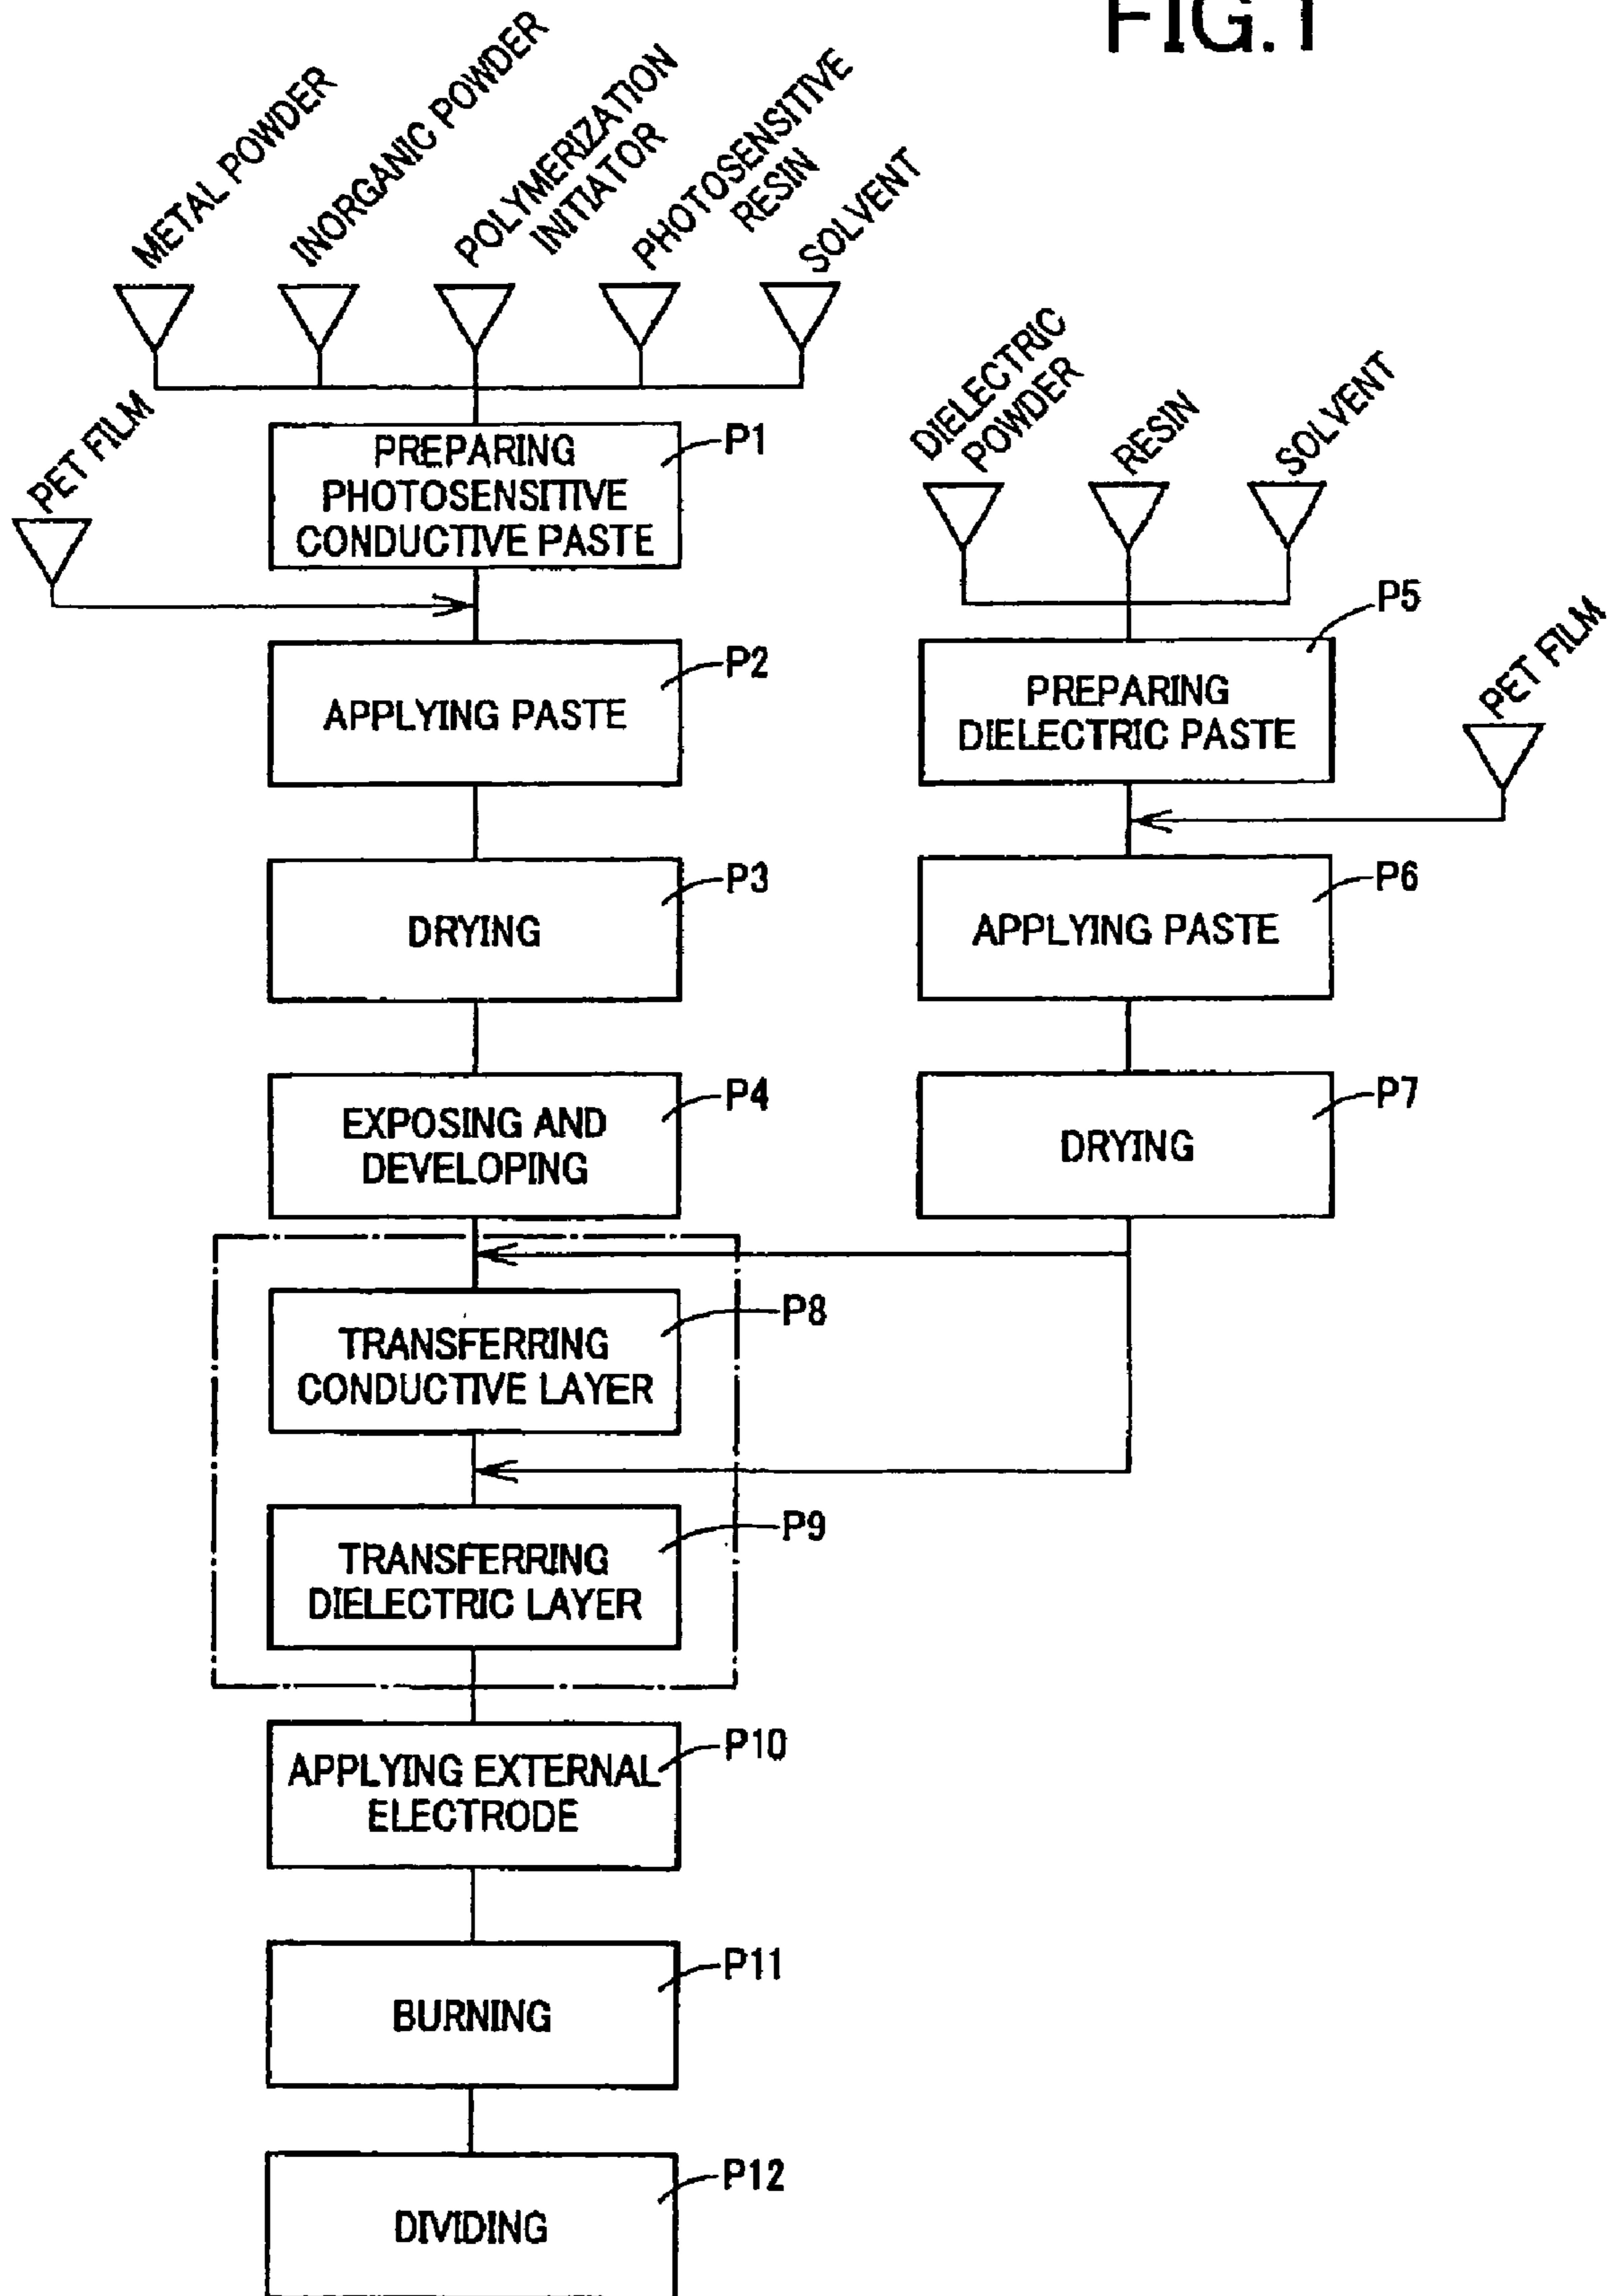 FIG.1
METAL POWDER
INORGANIC POWDER
POLYMERIZATION
INITIATOR
PHOTOSENSITIVE
RESIN
SOLVENT
PET FILM
PREPARING
PHOTOSENSITIVE
CONDUCTIVE PASTE
P1
APPLYING PASTE
P2
DRYING
P3
EXPOSING AND
DEVELOPING
P4
DIELECTRIC
POWDER
RESIN
SOLVENT
PREPARING
DIELECTRIC PASTE
P5
PET FILM
APPLYING PASTE
P6
DRYING
P7
TRANSFERRING
CONDUCTIVE LAYER
P8
TRANSFERRING
DIELECTRIC LAYER
P9
APPLYING EXTERNAL
ELECTRODE
P10
BURNING
P11
DIVIDING
P12